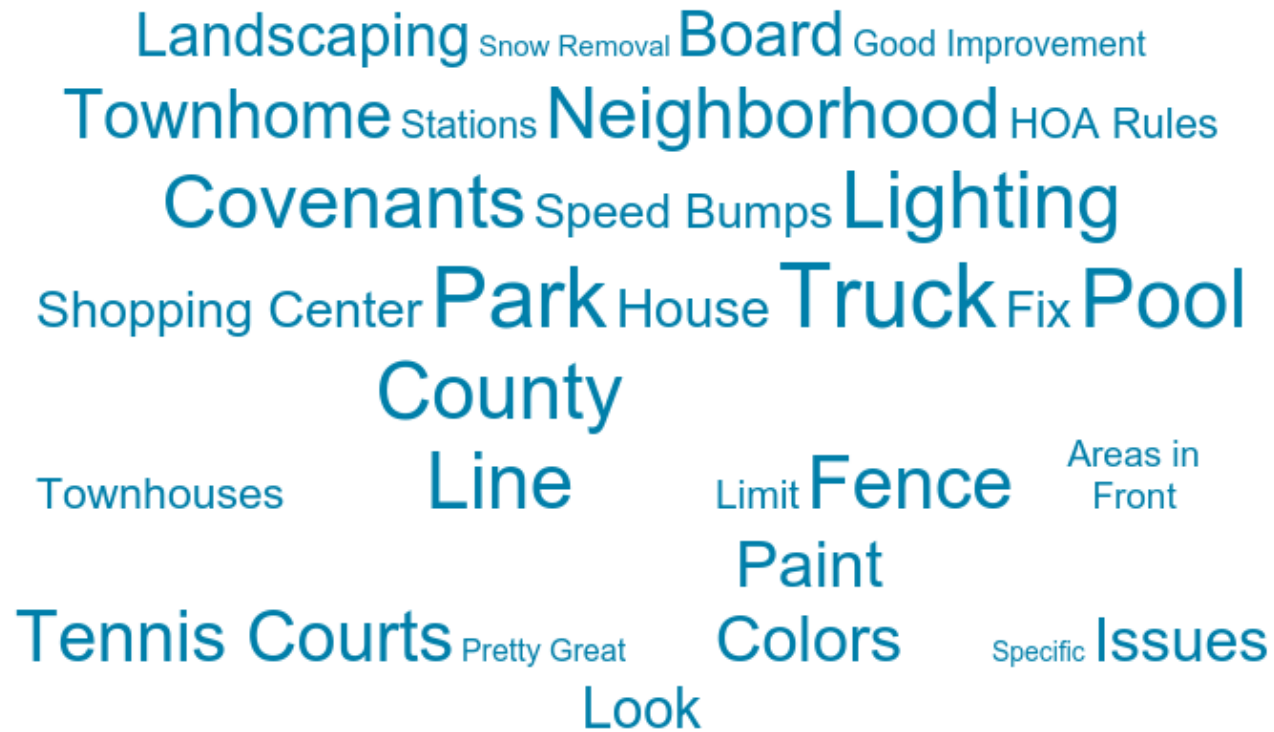 Landscaping Snow Removal Board Good Improvement
Townhome Stations Neighborhood HOA Rules
Covenants Speed Bumps Lighting
Shopping Center Park House Truck Fix Pool
County
Line
Townhouses
Limit Fence
Areas in
Front
Tennis Courts Pretty Great
Paint
Colors
Specific Issues
Look